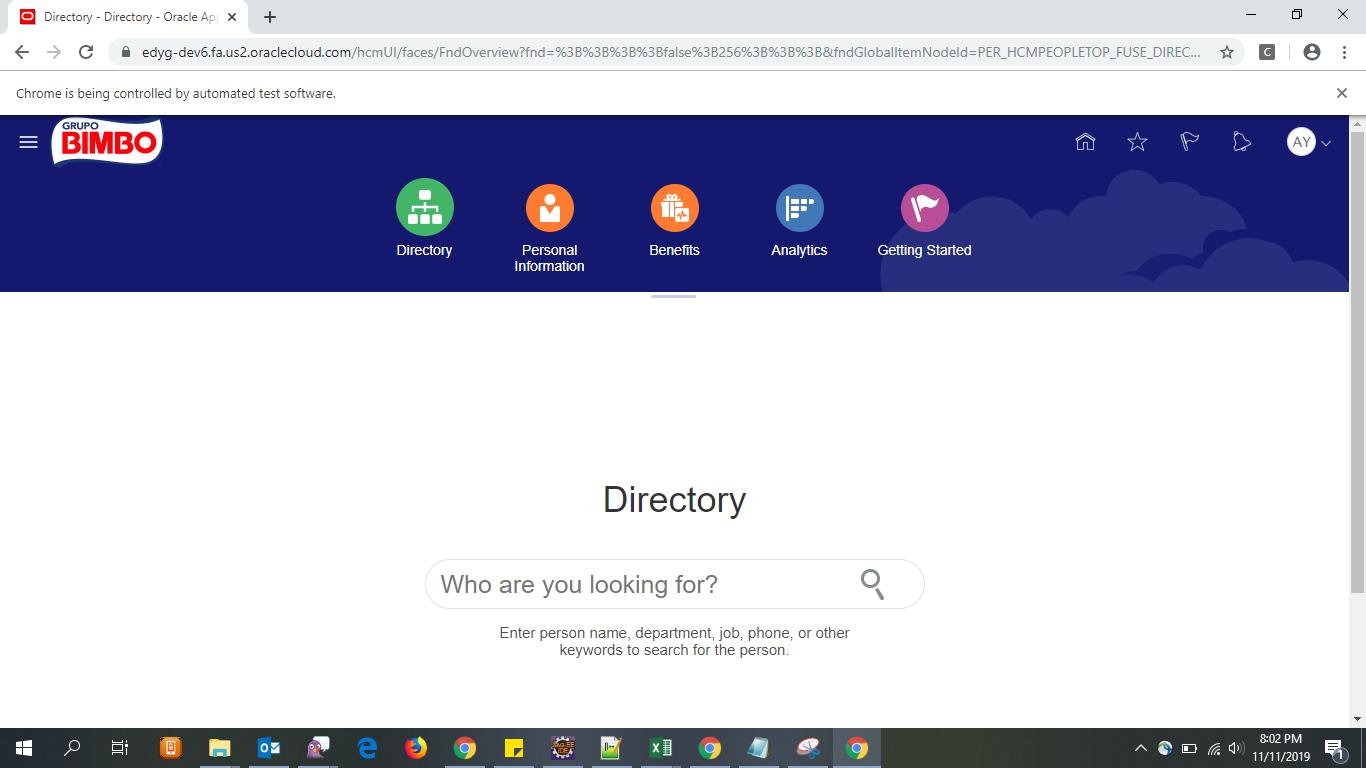 Directory - Directory - Oracle Ap
edyg-dev6.fa.us2.oraclecloud.com/hcmUI/faces/FndOverview?fnd=%3B%3B%3B%3Bfalse%3B256%3B%3B%3B&fndGlobalItemNodeId=PER_HCMPEOPLETOP_FUSE_DIREC...
C
Chrome is being controlled by automated test software.
GRUPO
BIMBO
AY
Directory
Personal
Information
Benefits
Analytics
Getting Started
Directory
Who are you looking for?
Enter person name, department, job, phone, or other
keywords to search for the person.
8:02 PM
11/11/2019
1